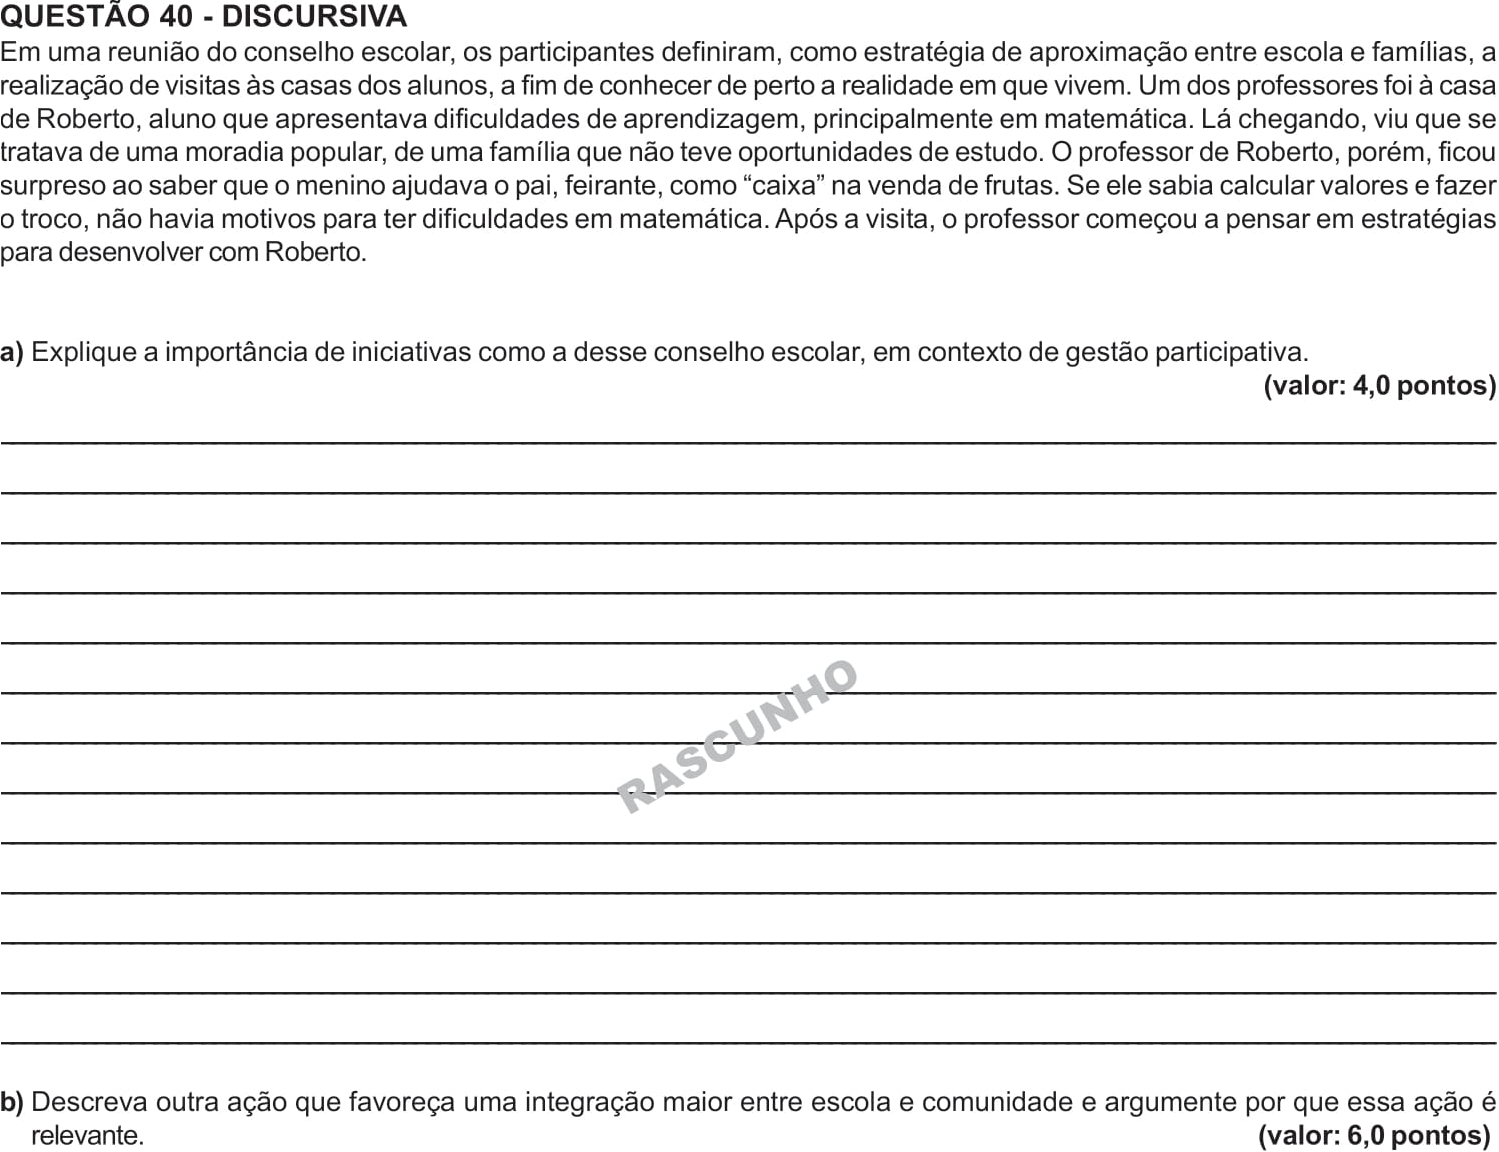 QUESTÃO 40 - DISCURSIVA
Em uma reunião do conselho escolar, os participantes definiram, como estratégia de aproximação entre escola e famílias, a
realização de visitas às casas dos alunos, a fim de conhecer de perto a realidade em que vivem. Um dos professores foi à casa
de Roberto, aluno que apresentava dificuldades de aprendizagem, principalmente em matemática. Lá chegando, viu que se
tratava de uma moradia popular, de uma família que não teve oportunidades de estudo. O professor de Roberto, porém, ficou
surpreso ao saber que o menino ajudava o pai, feirante, como “caixa” na venda de frutas. Se ele sabia calcular valores e fazer
o troco, não havia motivos para ter dificuldades em matemática. Após a visita, o professor começou a pensar em estratégias
para desenvolver com Roberto.
a) Explique a importância de iniciativas como a desse conselho escolar, em contexto de gestão participativa.
(valor: 4,0 pontos)
RASCUNHO
b) Descreva outra ação que favoreça uma integração maior entre escola e comunidade e argumente por que essa ação é
relevante. (valor: 6,0 pontos)